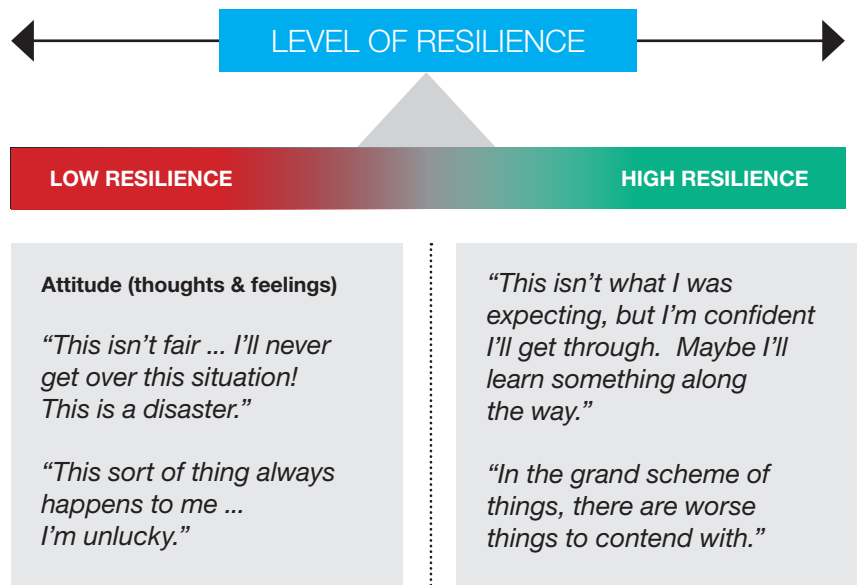 LEVEL OF RESILIENCE
LOW RESILIENCE
HIGH RESILIENCE
Attitude (thoughts & feelings)
“This isn’t fair ... I’ll never
get over this situation!
This is a disaster.”
“This sort of thing always
happens to me ...
I’m unlucky.”
“This isn’t what I was
expecting, but I’m confident
I’ll get through.  Maybe I’ll
learn something along
the way.”
“In the grand scheme of
things, there are worse
things to contend with.”